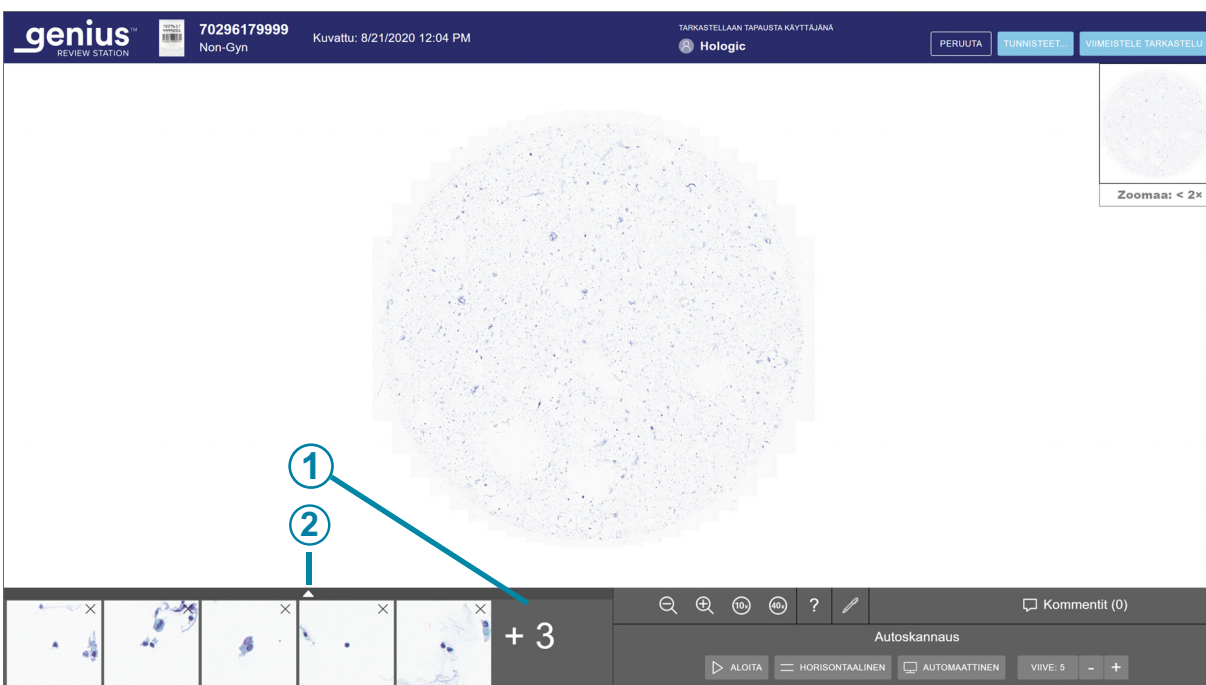 genius™
REVIEW STATION
70296179999
Non-Gyn
Kuvattu: 8/21/2020 12:04 PM
TARKASTELLAAN TAPAUSTA KÄYTTÄJÄNÄ
Hologic
PERUUTA
TUNNISTEET...
VIIMEISTELE TARKASTELU
Zoomaa: < 2×
1
2
+ 3
10x
40x
?
Kommentit (0)
Autoskannaus
ALOITA
HORISONTAALINEN
AUTOMAATTINEN
VIIVE: 5
-
+